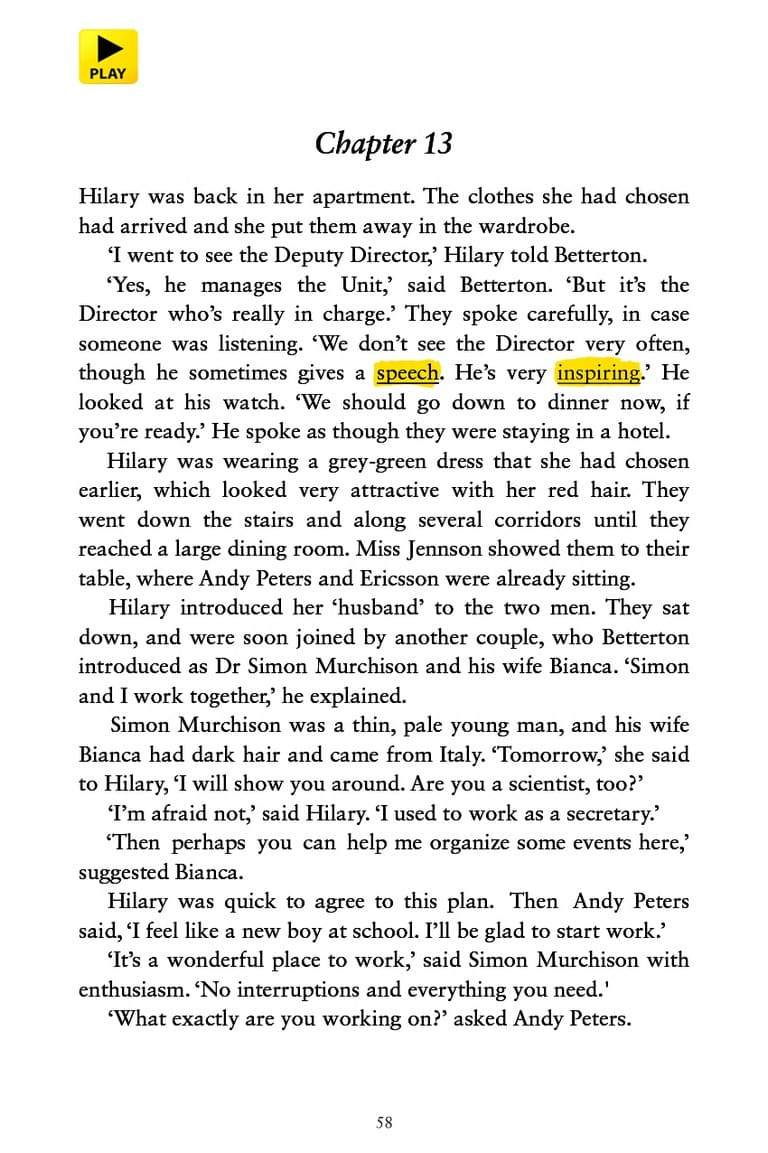 PLAY
Chapter 13
Hilary was back in her apartment. The clothes she had chosen
had arrived and she put them away in the wardrobe.
‘I went to see the Deputy Director,’ Hilary told Betterton.
‘Yes, he manages the Unit,’ said Betterton. ‘But it’s the
Director who’s really in charge.’ They spoke carefully, in case
someone was listening. ‘We don’t see the Director very often,
though he sometimes gives a speech. He’s very inspiring.’ He
looked at his watch. ‘We should go down to dinner now, if
you’re ready.’ He spoke as though they were staying in a hotel.
Hilary was wearing a grey-green dress that she had chosen
earlier, which looked very attractive with her red hair. They
went down the stairs and along several corridors until they
reached a large dining room. Miss Jennson showed them to their
table, where Andy Peters and Ericsson were already sitting.
Hilary introduced her ‘husband’ to the two men. They sat
down, and were soon joined by another couple, who Betterton
introduced as Dr Simon Murchison and his wife Bianca. ‘Simon
and I work together,’ he explained.
Simon Murchison was a thin, pale young man, and his wife
Bianca had dark hair and came from Italy. ‘Tomorrow,’ she said
to Hilary, ‘I will show you around. Are you a scientist, too?’
‘I’m afraid not,’ said Hilary. ‘I used to work as a secretary.’
‘Then perhaps you can help me organize some events here,’
suggested Bianca.
Hilary was quick to agree to this plan. Then Andy Peters
said, ‘I feel like a new boy at school. I’ll be glad to start work.’
‘It’s a wonderful place to work,’ said Simon Murchison with
enthusiasm. ‘No interruptions and everything you need.'
‘What exactly are you working on?’ asked Andy Peters.
58